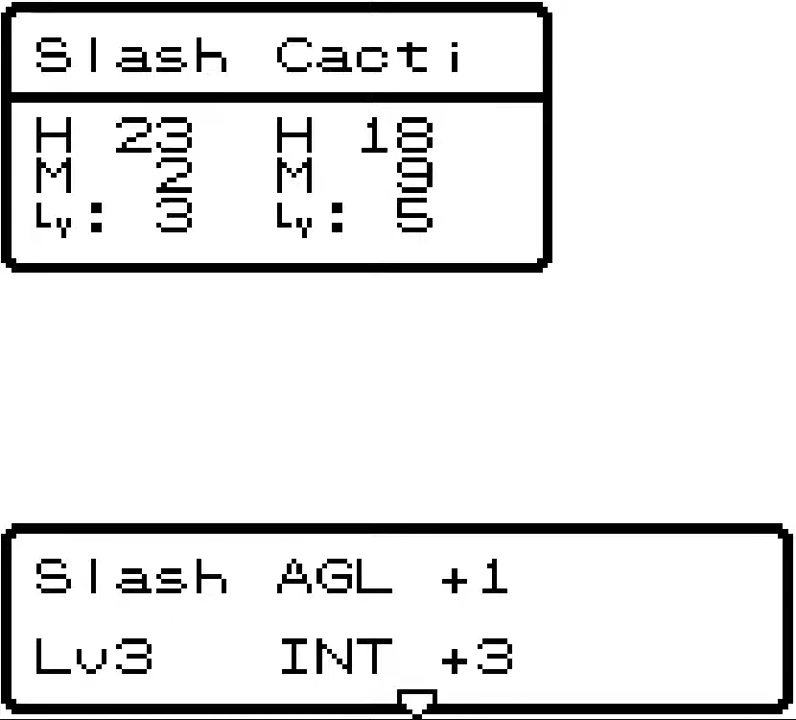 Slash Cacti
H 23 H 18
M 2 M 9
Lv: 3 Lv: 5
Slash AGL +1
Lv3 INT +3